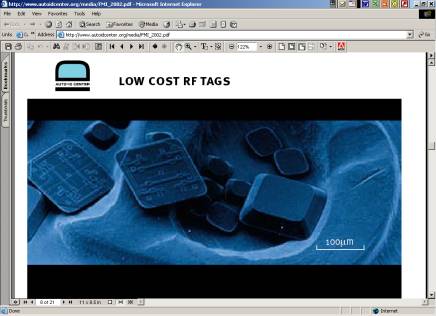 http://www.autoidcenter.org/media/FMI_2002.pdf - Microsoft Internet Explorer
File Edit View Favorites Tools Help
Search Favorites Media
Links Address http://www.autoidcenter.org/media/FMI_2002.pdf Go
122%
Bookmarks
Thumbnails
AUTO-ID CENTER
LOW COST RF TAGS
100μm
8 of 21 11 x 8.5 in
Done Internet